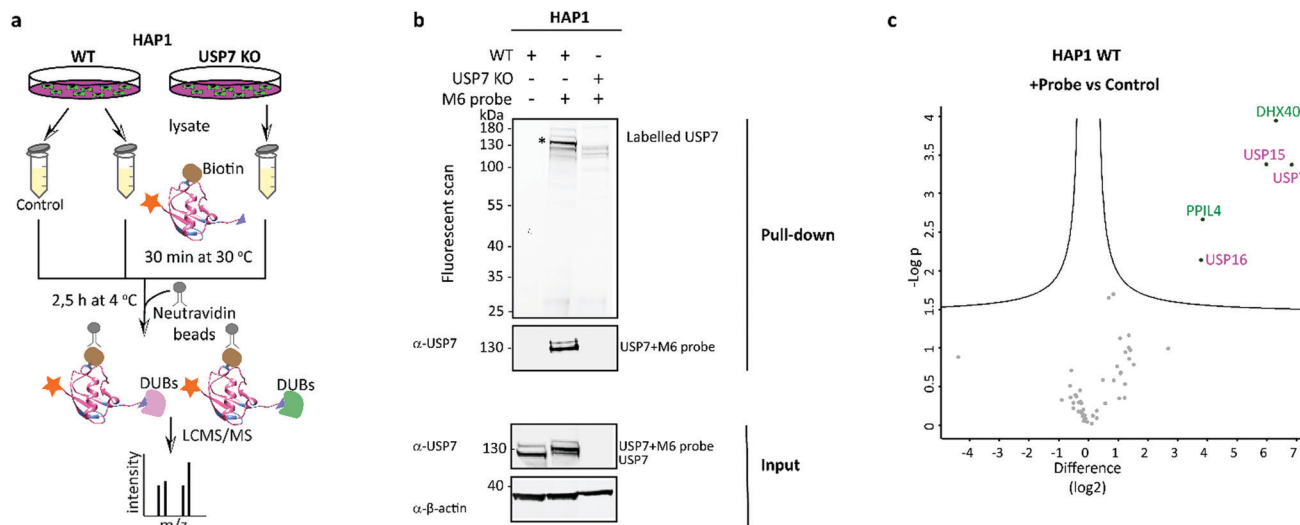 a
HAP1
WT
USP7 KO
lysate
Biotin
Control
30 min at 30 °C
2,5 h at 4 °C
Neutravidin
beads
DUBs
DUBs
LCMS/MS
intensity
m/z
b
HAP1
WT + + -
USP7 KO - - +
M6 probe - + +
kDa
180
130
100
55
40
35
25
*
Labelled USP7
Fluorescent scan
Pull-down
α-USP7 130 USP7+M6 probe
α-USP7 130 USP7+M6 probe
USP7
Input
40
α-β-actin
c
HAP1 WT
+Probe vs Control
-Log p
4
3.5
3
2.5
2
1.5
1
0.5
0
DHX40
USP15
USP7
PPIL4
USP16
-4 -3 -2 -1 0 1 2 3 4 5 6 7
Difference
(log2)